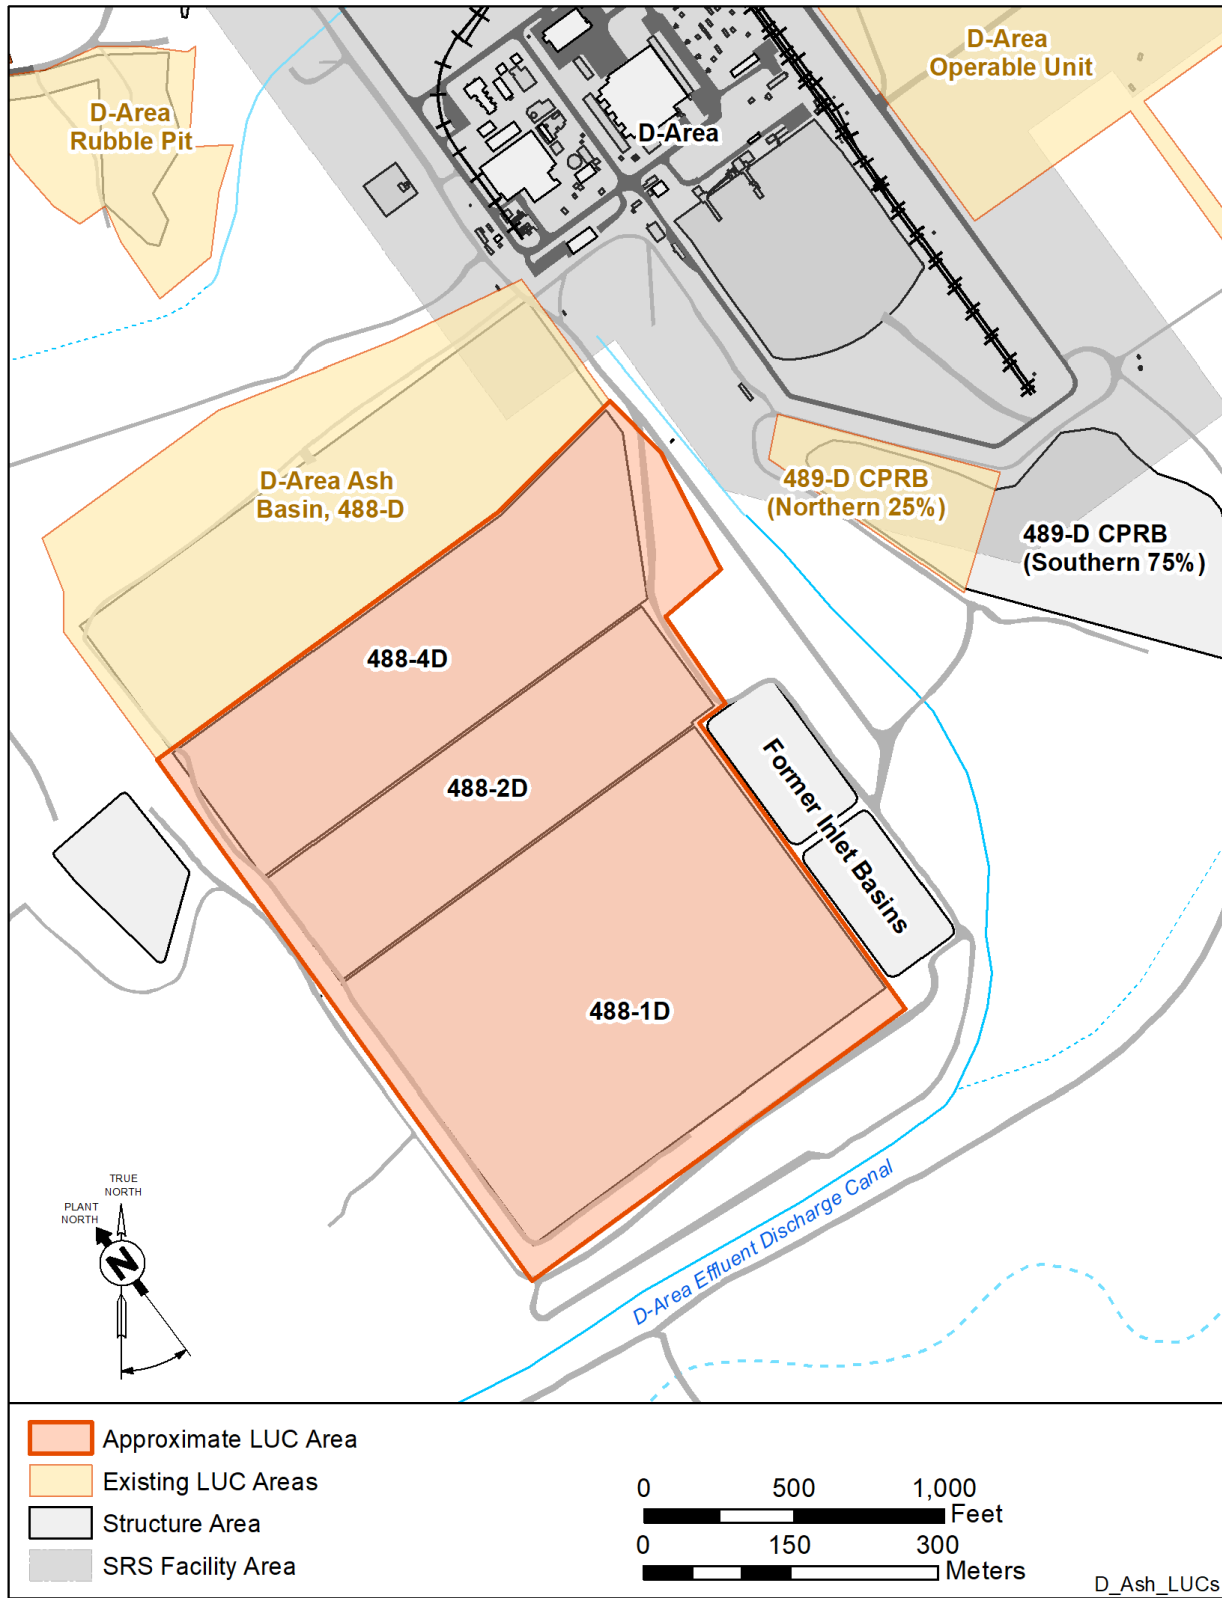 D-Area
Operable Unit
D-Area
Rubble Pit
D-Area
D-Area Ash
Basin, 488-D
489-D CPRB
(Northern 25%)
489-D CPRB
(Southern 75%)
488-4D
488-2D
Former Inlet Basins
488-1D
TRUE
NORTH
PLANT
NORTH
N
D-Area Effluent Discharge Canal
Approximate LUC Area
Existing LUC Areas
Structure Area
SRS Facility Area
0 500 1,000
Feet
0 150 300
Meters
D_Ash_LUCs